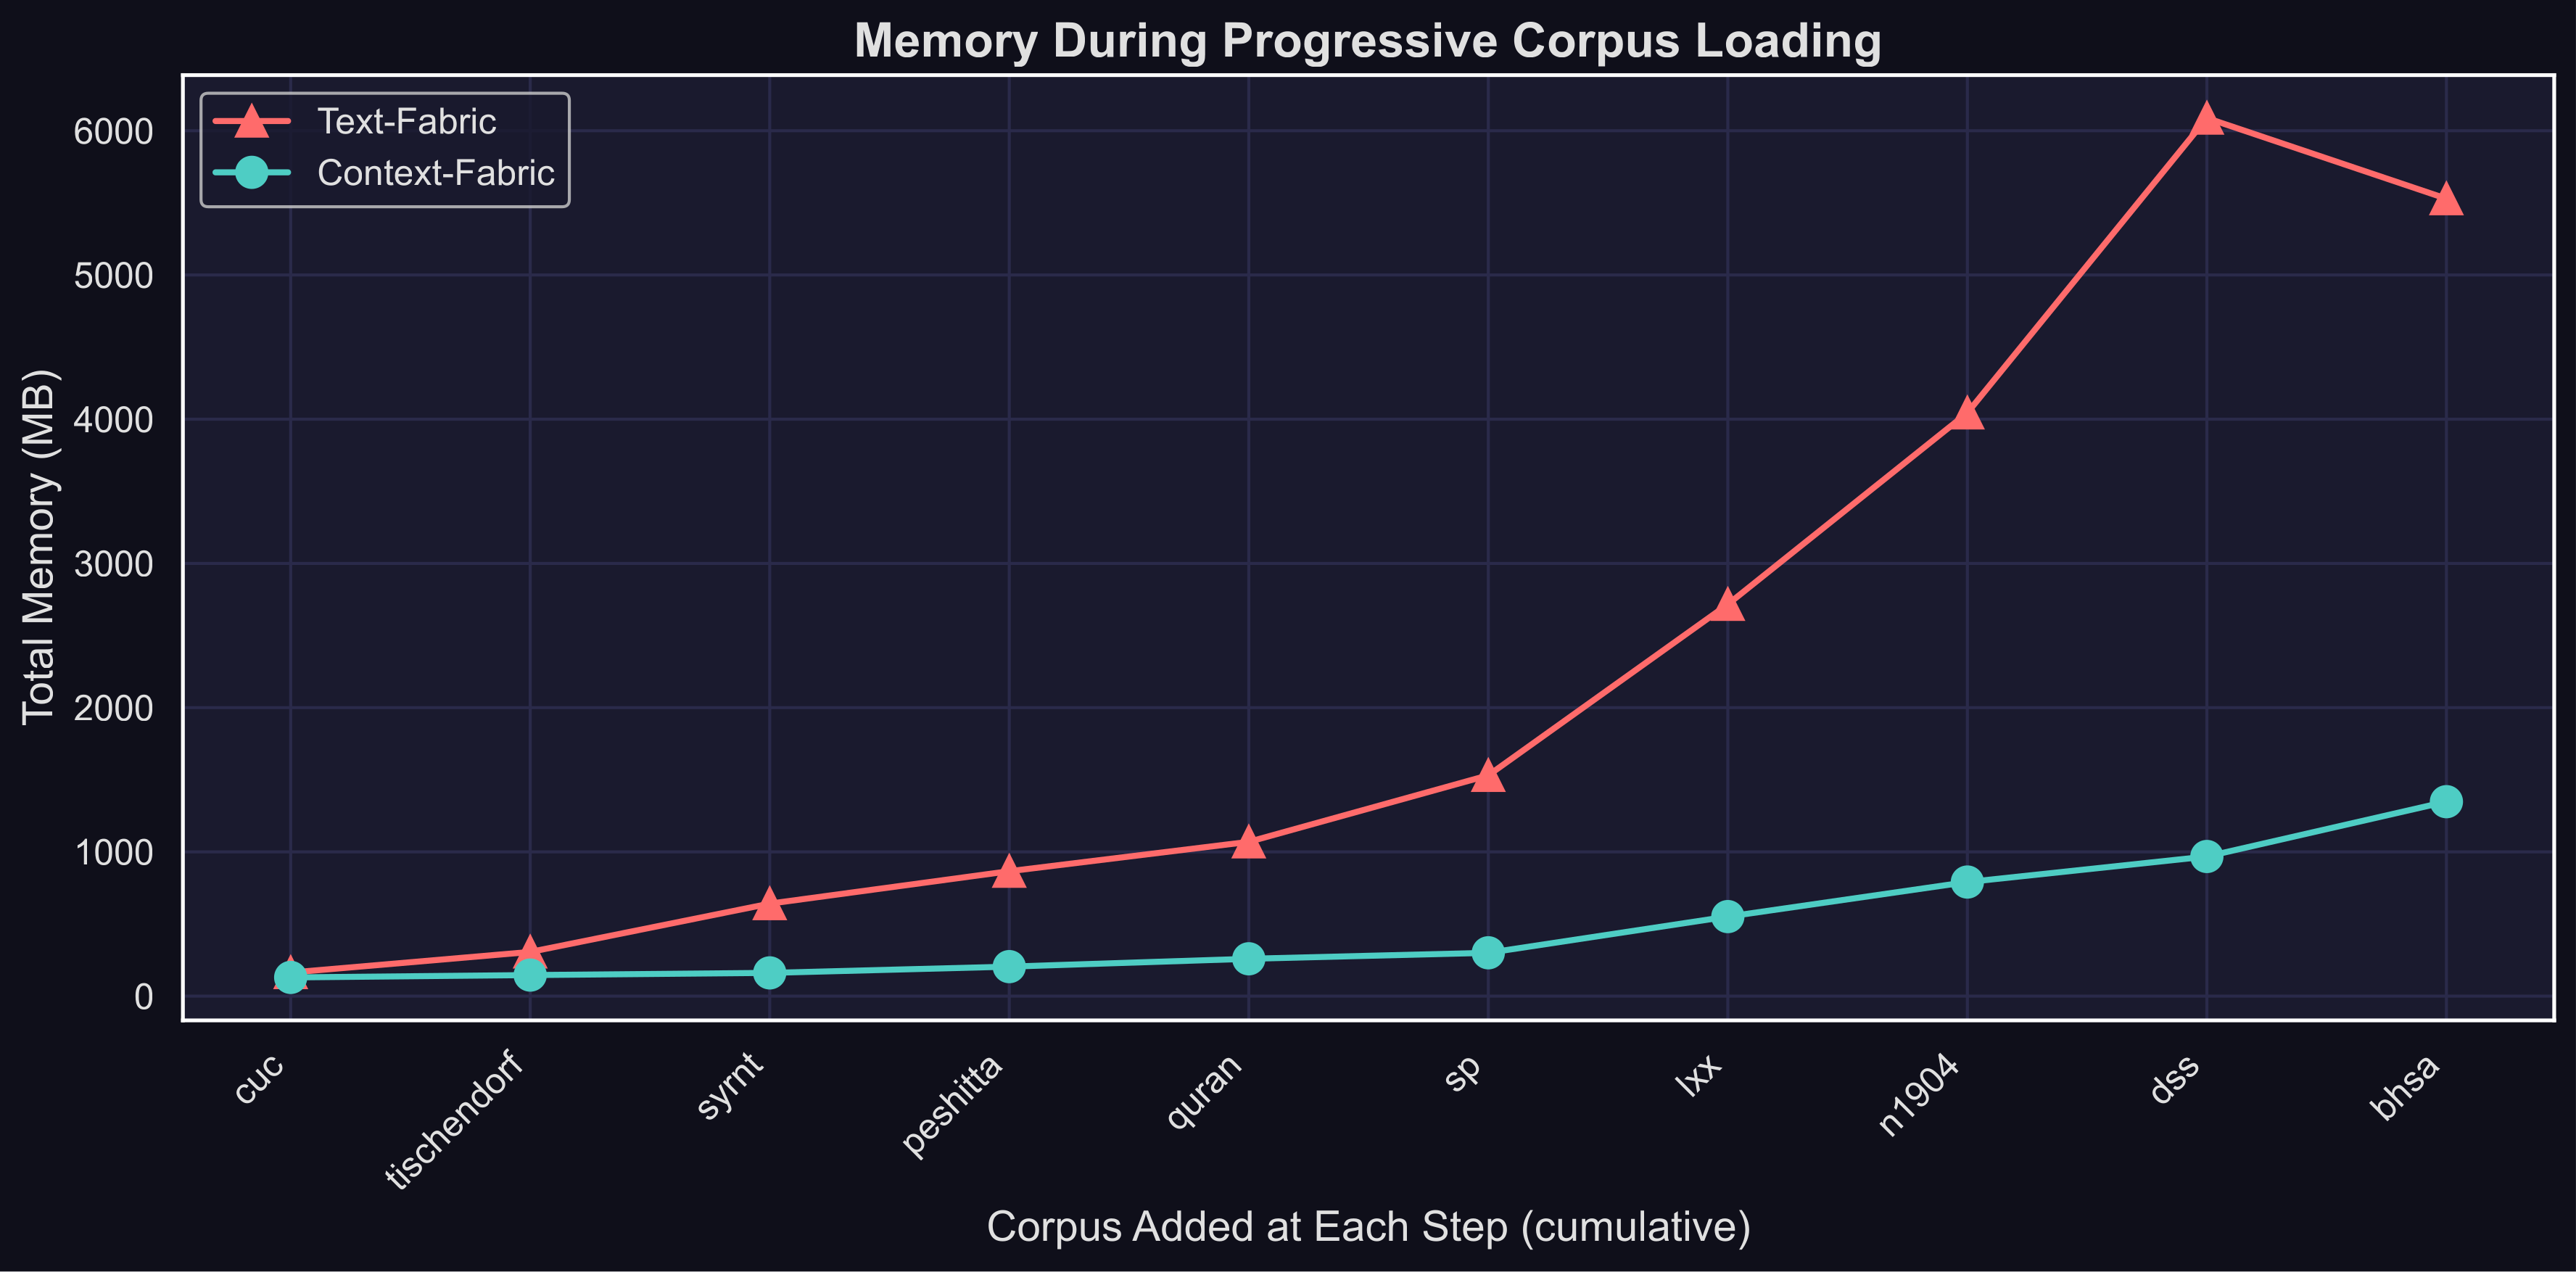 Memory During Progressive Corpus Loading
Text-Fabric
Context-Fabric
Total Memory (MB)
6000
5000
4000
3000
2000
1000
0
cuc
tischendorf
syrnt
peshitta
quran
sp
lxx
n1904
dss
bhsa
Corpus Added at Each Step (cumulative)